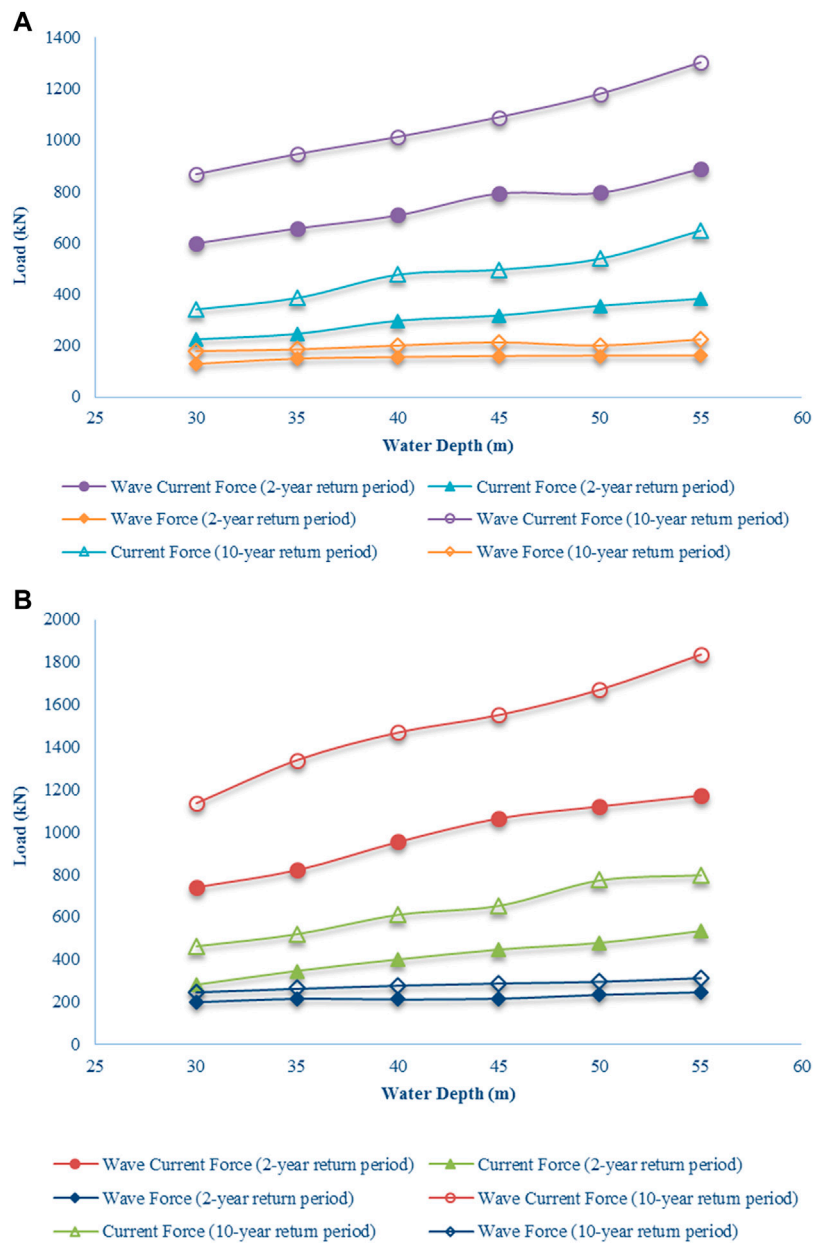 A
1400
1200
1000
800
600
400
200
0
Load (kN)
25 30 35 40 45 50 55 60
Water Depth (m)
Wave Current Force (2-year return period) Current Force (2-year return period)
Wave Force (2-year return period) Wave Current Force (10-year return period)
Current Force (10-year return period) Wave Force (10-year return period)
B
2000
1800
1600
1400
1200
1000
800
600
400
200
0
Load (kN)
25 30 35 40 45 50 55 60
Water Depth (m)
Wave Current Force (2-year return period) Current Force (2-year return period)
Wave Force (2-year return period) Wave Current Force (10-year return period)
Current Force (10-year return period) Wave Force (10-year return period)